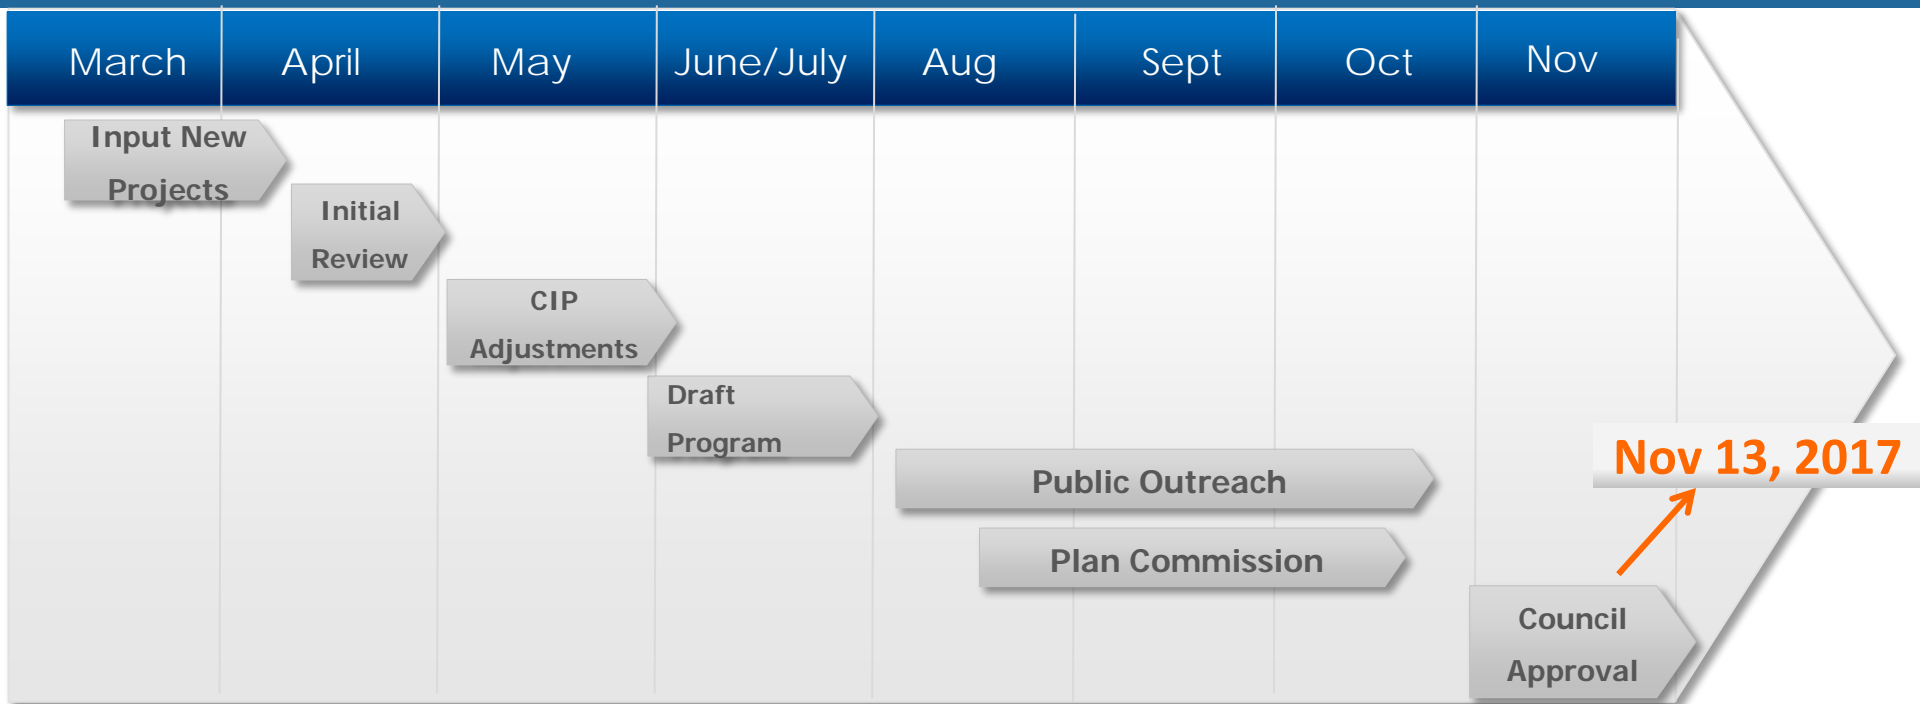 March April May June/July Aug Sept Oct Nov
Input New
Projects
Initial
Review
CIP
Adjustments
Draft
Program
Public Outreach
Plan Commission
Nov 13, 2017
Council
Approval